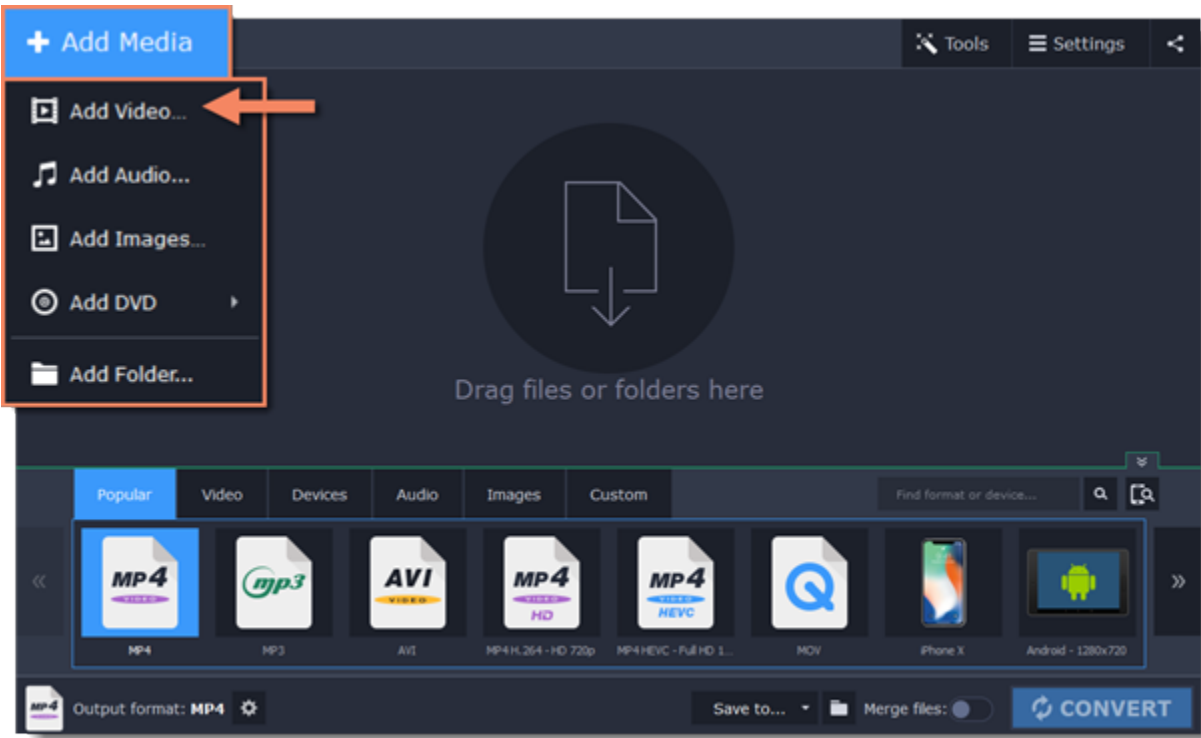 Add Media
Tools
Settings
Add Video...
Add Audio...
Add Images...
Add DVD
Add Folder...
Drag files or folders here
Popular
Video
Devices
Audio
Images
Custom
Find format or device...
MP4
VIDEO
mp3
AVI
VIDEO
MP4
VIDEO
HD
MP4
VIDEO
HEVC
MP4
MP3
AVI
MP4 H.264 - HD 720p
MP4 HEVC - Full HD 1...
MOV
iPhone X
Android - 1280x720
MP4
Output format: MP4
Save to...
Merge files:
CONVERT